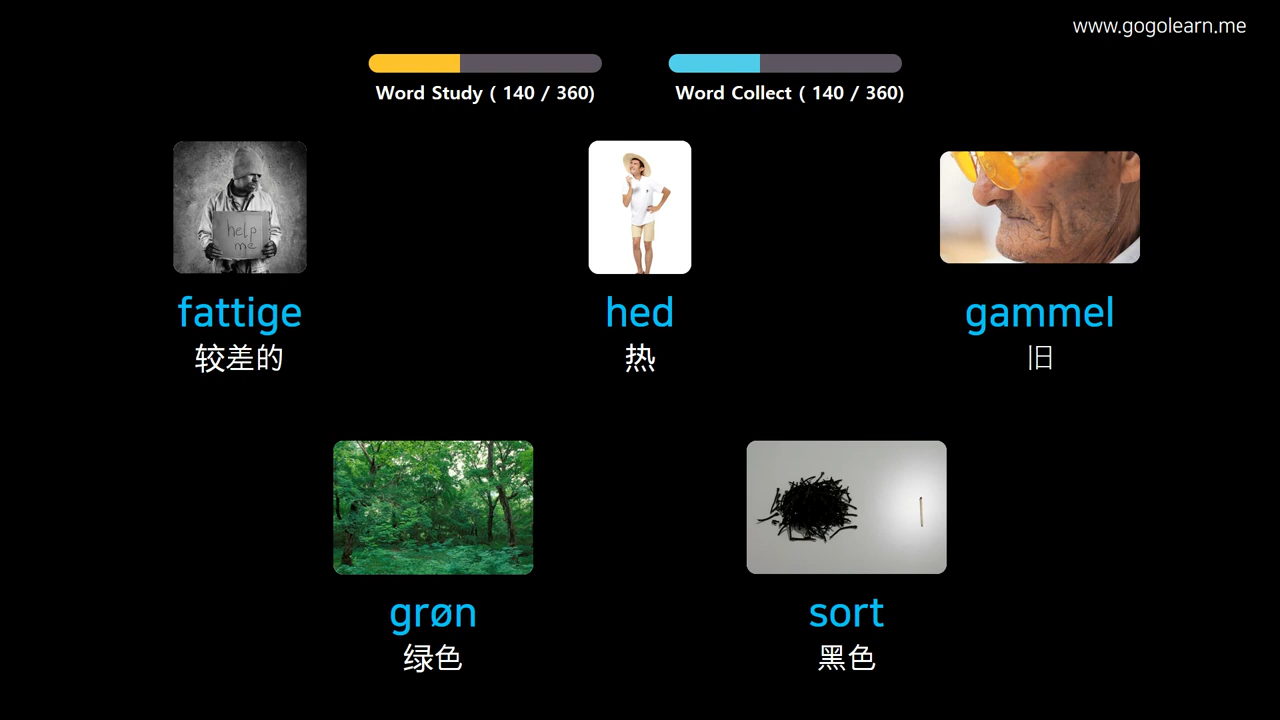 www.gogolearn.me
Word Study ( 140 / 360)
Word Collect ( 140 / 360)
help
me
fattige
较差的
hed
热
gammel
旧
grøn
绿色
sort
黑色